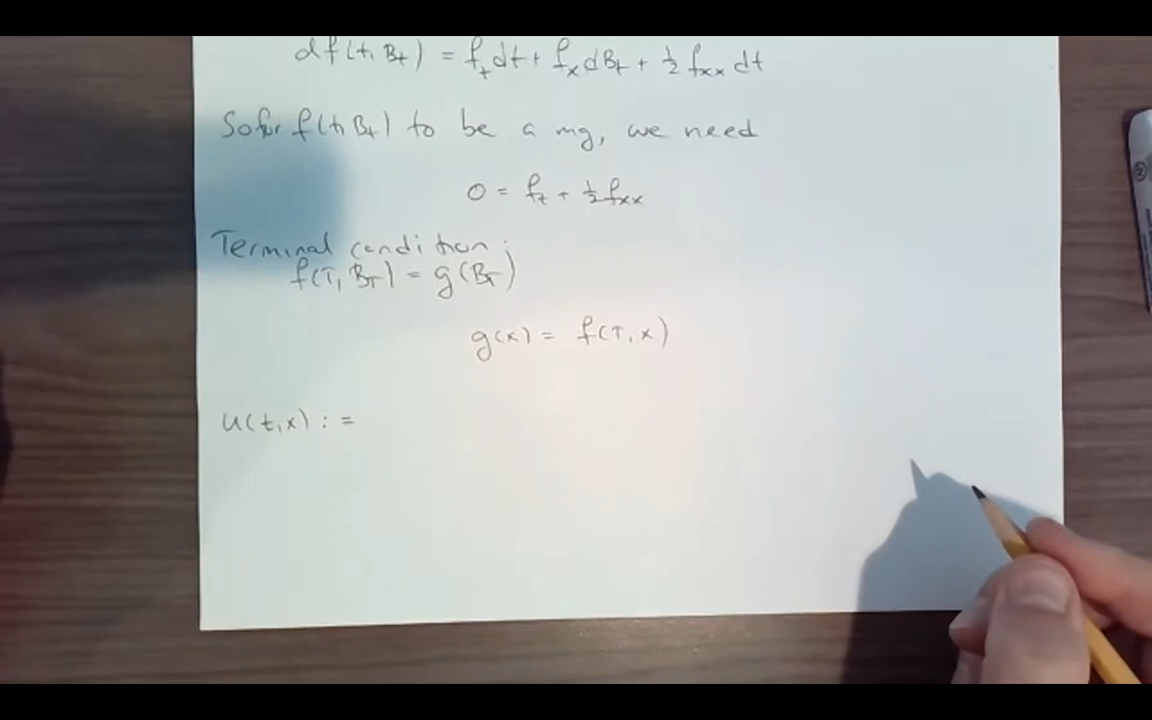 df(t, Bt) = ft dt + fx dBt + ½ fxx dt
So for f(t, Bt) to be a mg, we need
0 = ft + ½ fxx
Terminal condition:
f(T, BT) = g(BT)
g(x) = f(T, x)
u(t, x) : =